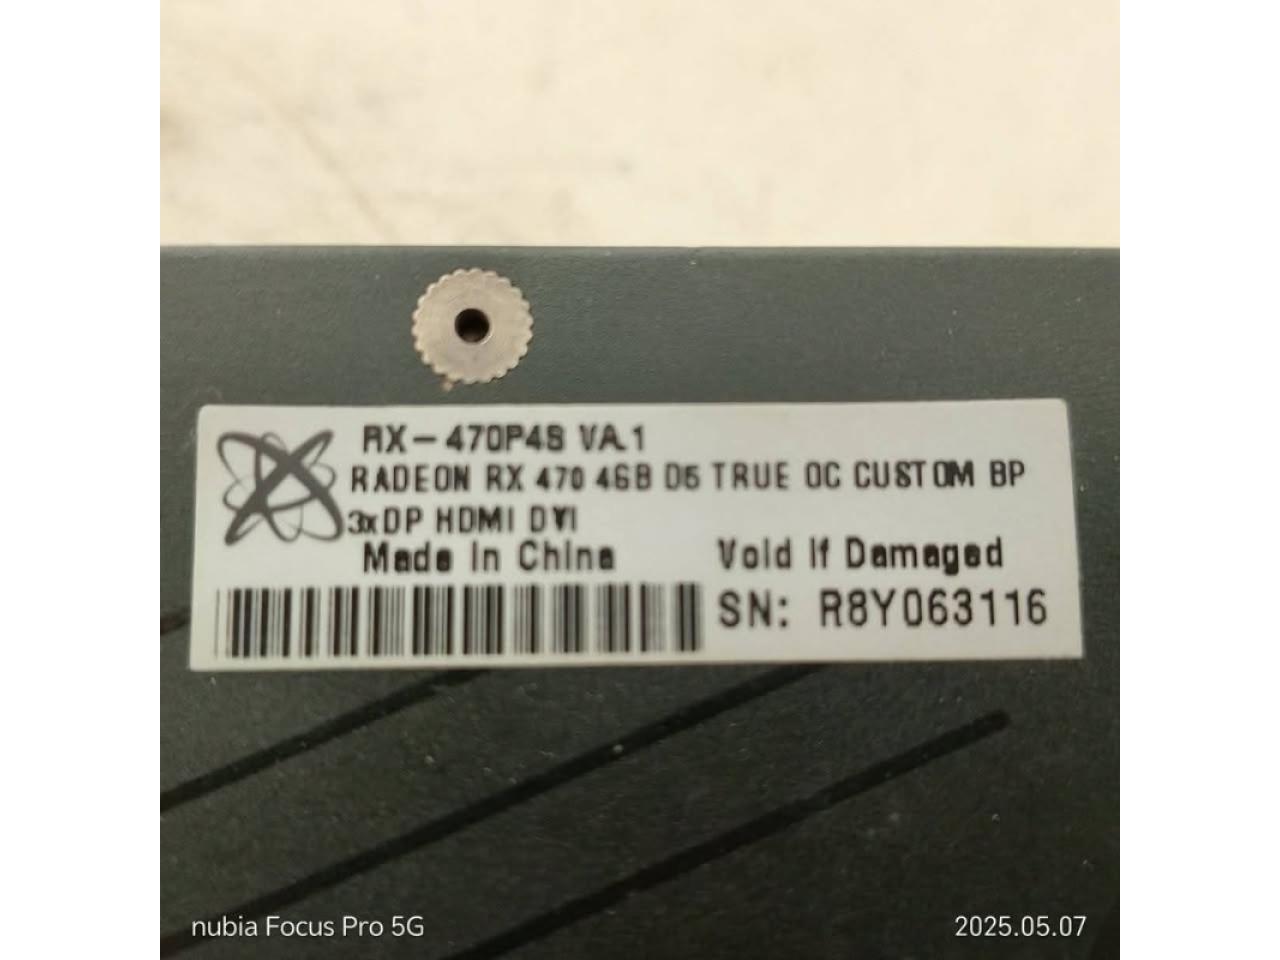 RX-470P4S VA.1
RADEON RX 470 4GB D5 TRUE OC CUSTOM BP
3xDP HDMI DVI
Made In China
Void If Damaged
SN: R8Y063116
nubia Focus Pro 5G
2025.05.07